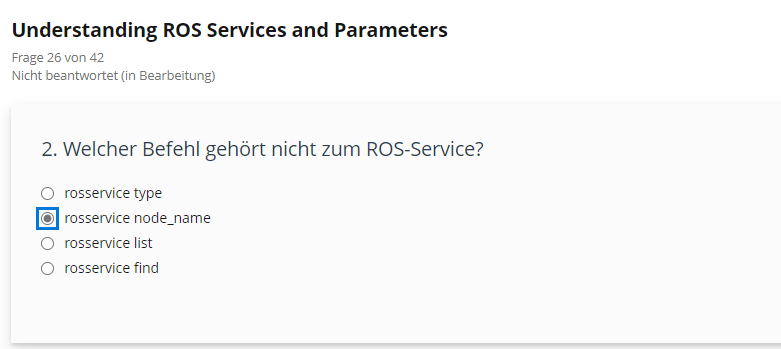 Understanding ROS Services and Parameters
Frage 26 von 42
Nicht beantwortet (in Bearbeitung)
2. Welcher Befehl gehört nicht zum ROS-Service?
rosservice type
rosservice node_name
rosservice list
rosservice find